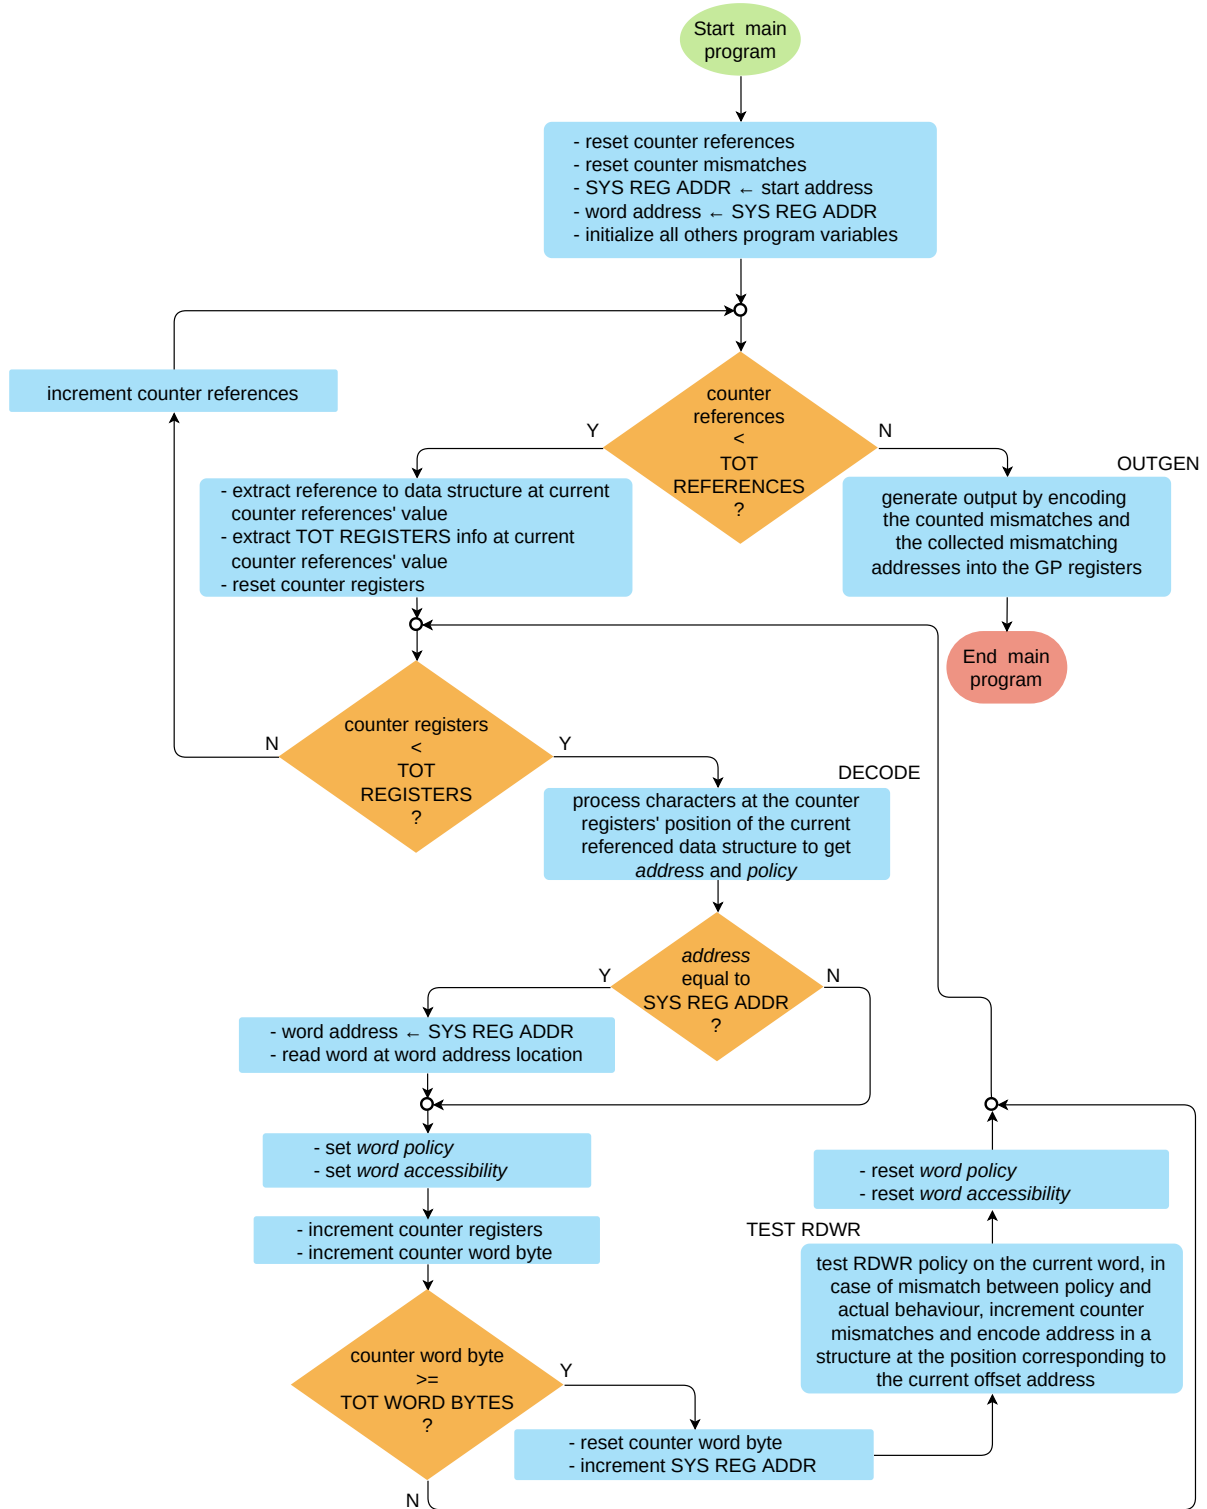 Start main
program
- reset counter references
- reset counter mismatches
- SYS REG ADDR ← start address
- word address ← SYS REG ADDR
- initialize all others program variables
increment counter references
counter
references
<
TOT
REFERENCES
?
Y
N
OUTGEN
- extract reference to data structure at current
counter references' value
- extract TOT REGISTERS info at current
counter references' value
- reset counter registers
generate output by encoding
the counted mismatches and
the collected mismatching
addresses into the GP registers
End main
program
counter registers
<
TOT
REGISTERS
?
N
Y
DECODE
process characters at the counter
registers' position of the current
referenced data structure to get
address and policy
address
equal to
SYS REG ADDR
?
Y
N
- word address ← SYS REG ADDR
- read word at word address location
- set word policy
- set word accessibility
- increment counter registers
- increment counter word byte
- reset word policy
- reset word accessibility
TEST RDWR
test RDWR policy on the current word, in
case of mismatch between policy and
actual behaviour, increment counter
mismatches and encode address in a
structure at the position corresponding to
the current offset address
counter word byte
>=
TOT WORD BYTES
?
Y
- reset counter word byte
- increment SYS REG ADDR
N